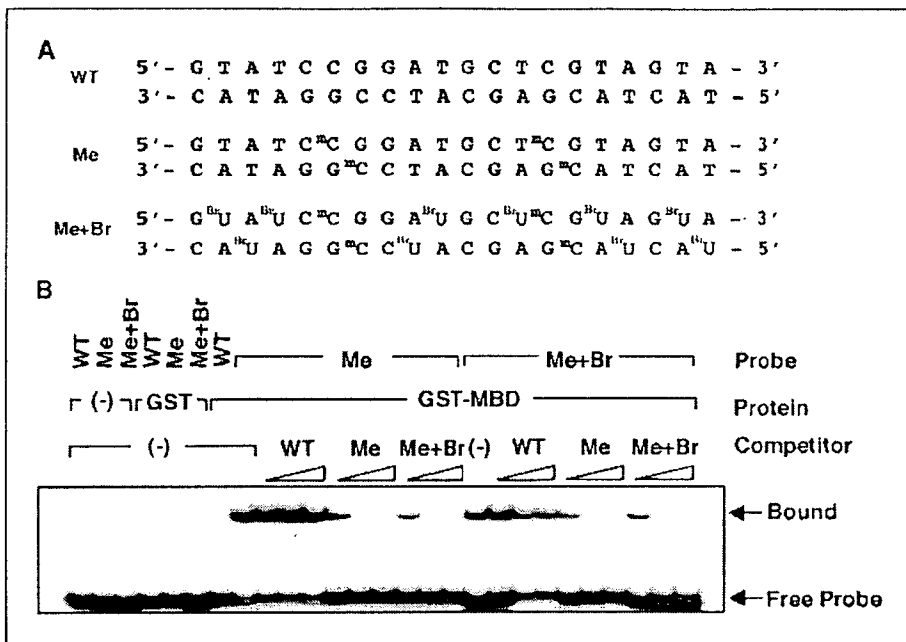 A
WT
5'- G T A T C C G G A T G C T C G T A G T A - 3'
3'- C A T A G G C C T A C G A G C A T C A T - 5'
Me
5'- G T A T C ᵐC G G A T G C T ᵐC G T A G T A - 3'
3'- C A T A G G ᵐC C T A C G A G ᵐC A T C A T - 5'
Me+Br
5'- G ᴮʳU A ᴮʳU C ᵐC G G A ᴮʳU G C ᴮʳU ᵐC G ᴮʳU A G ᴮʳU A - 3'
3'- C A ᴮʳU A G G ᵐC C ᴮʳU A C G A G ᵐC A ᴮʳU C A ᴮʳU - 5'
B
WT Me Me+Br WT Me Me+Br WT
Me Me+Br Probe
(-) GST GST-MBD Protein
(-) WT Me Me+Br (-) WT Me Me+Br Competitor
Bound
Free Probe